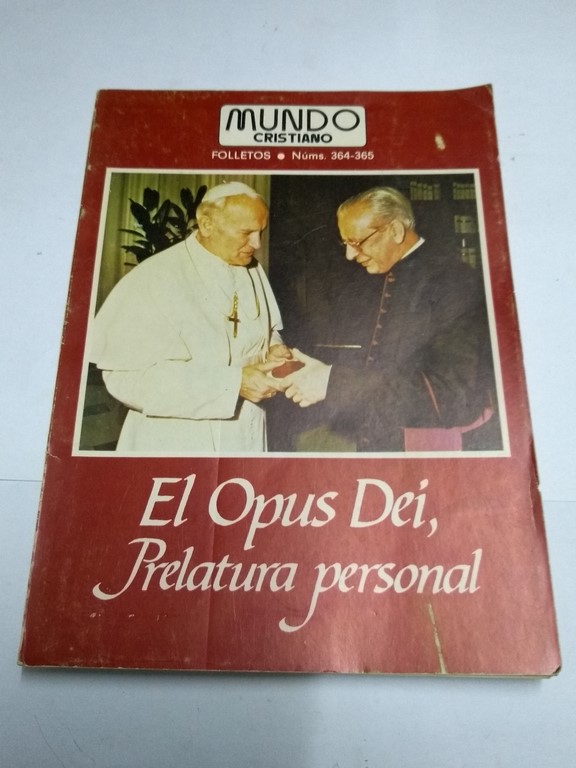 MUNDO
CRISTIANO
FOLLETOS ● Núms. 364-365
El Opus Dei,
Prelatura personal